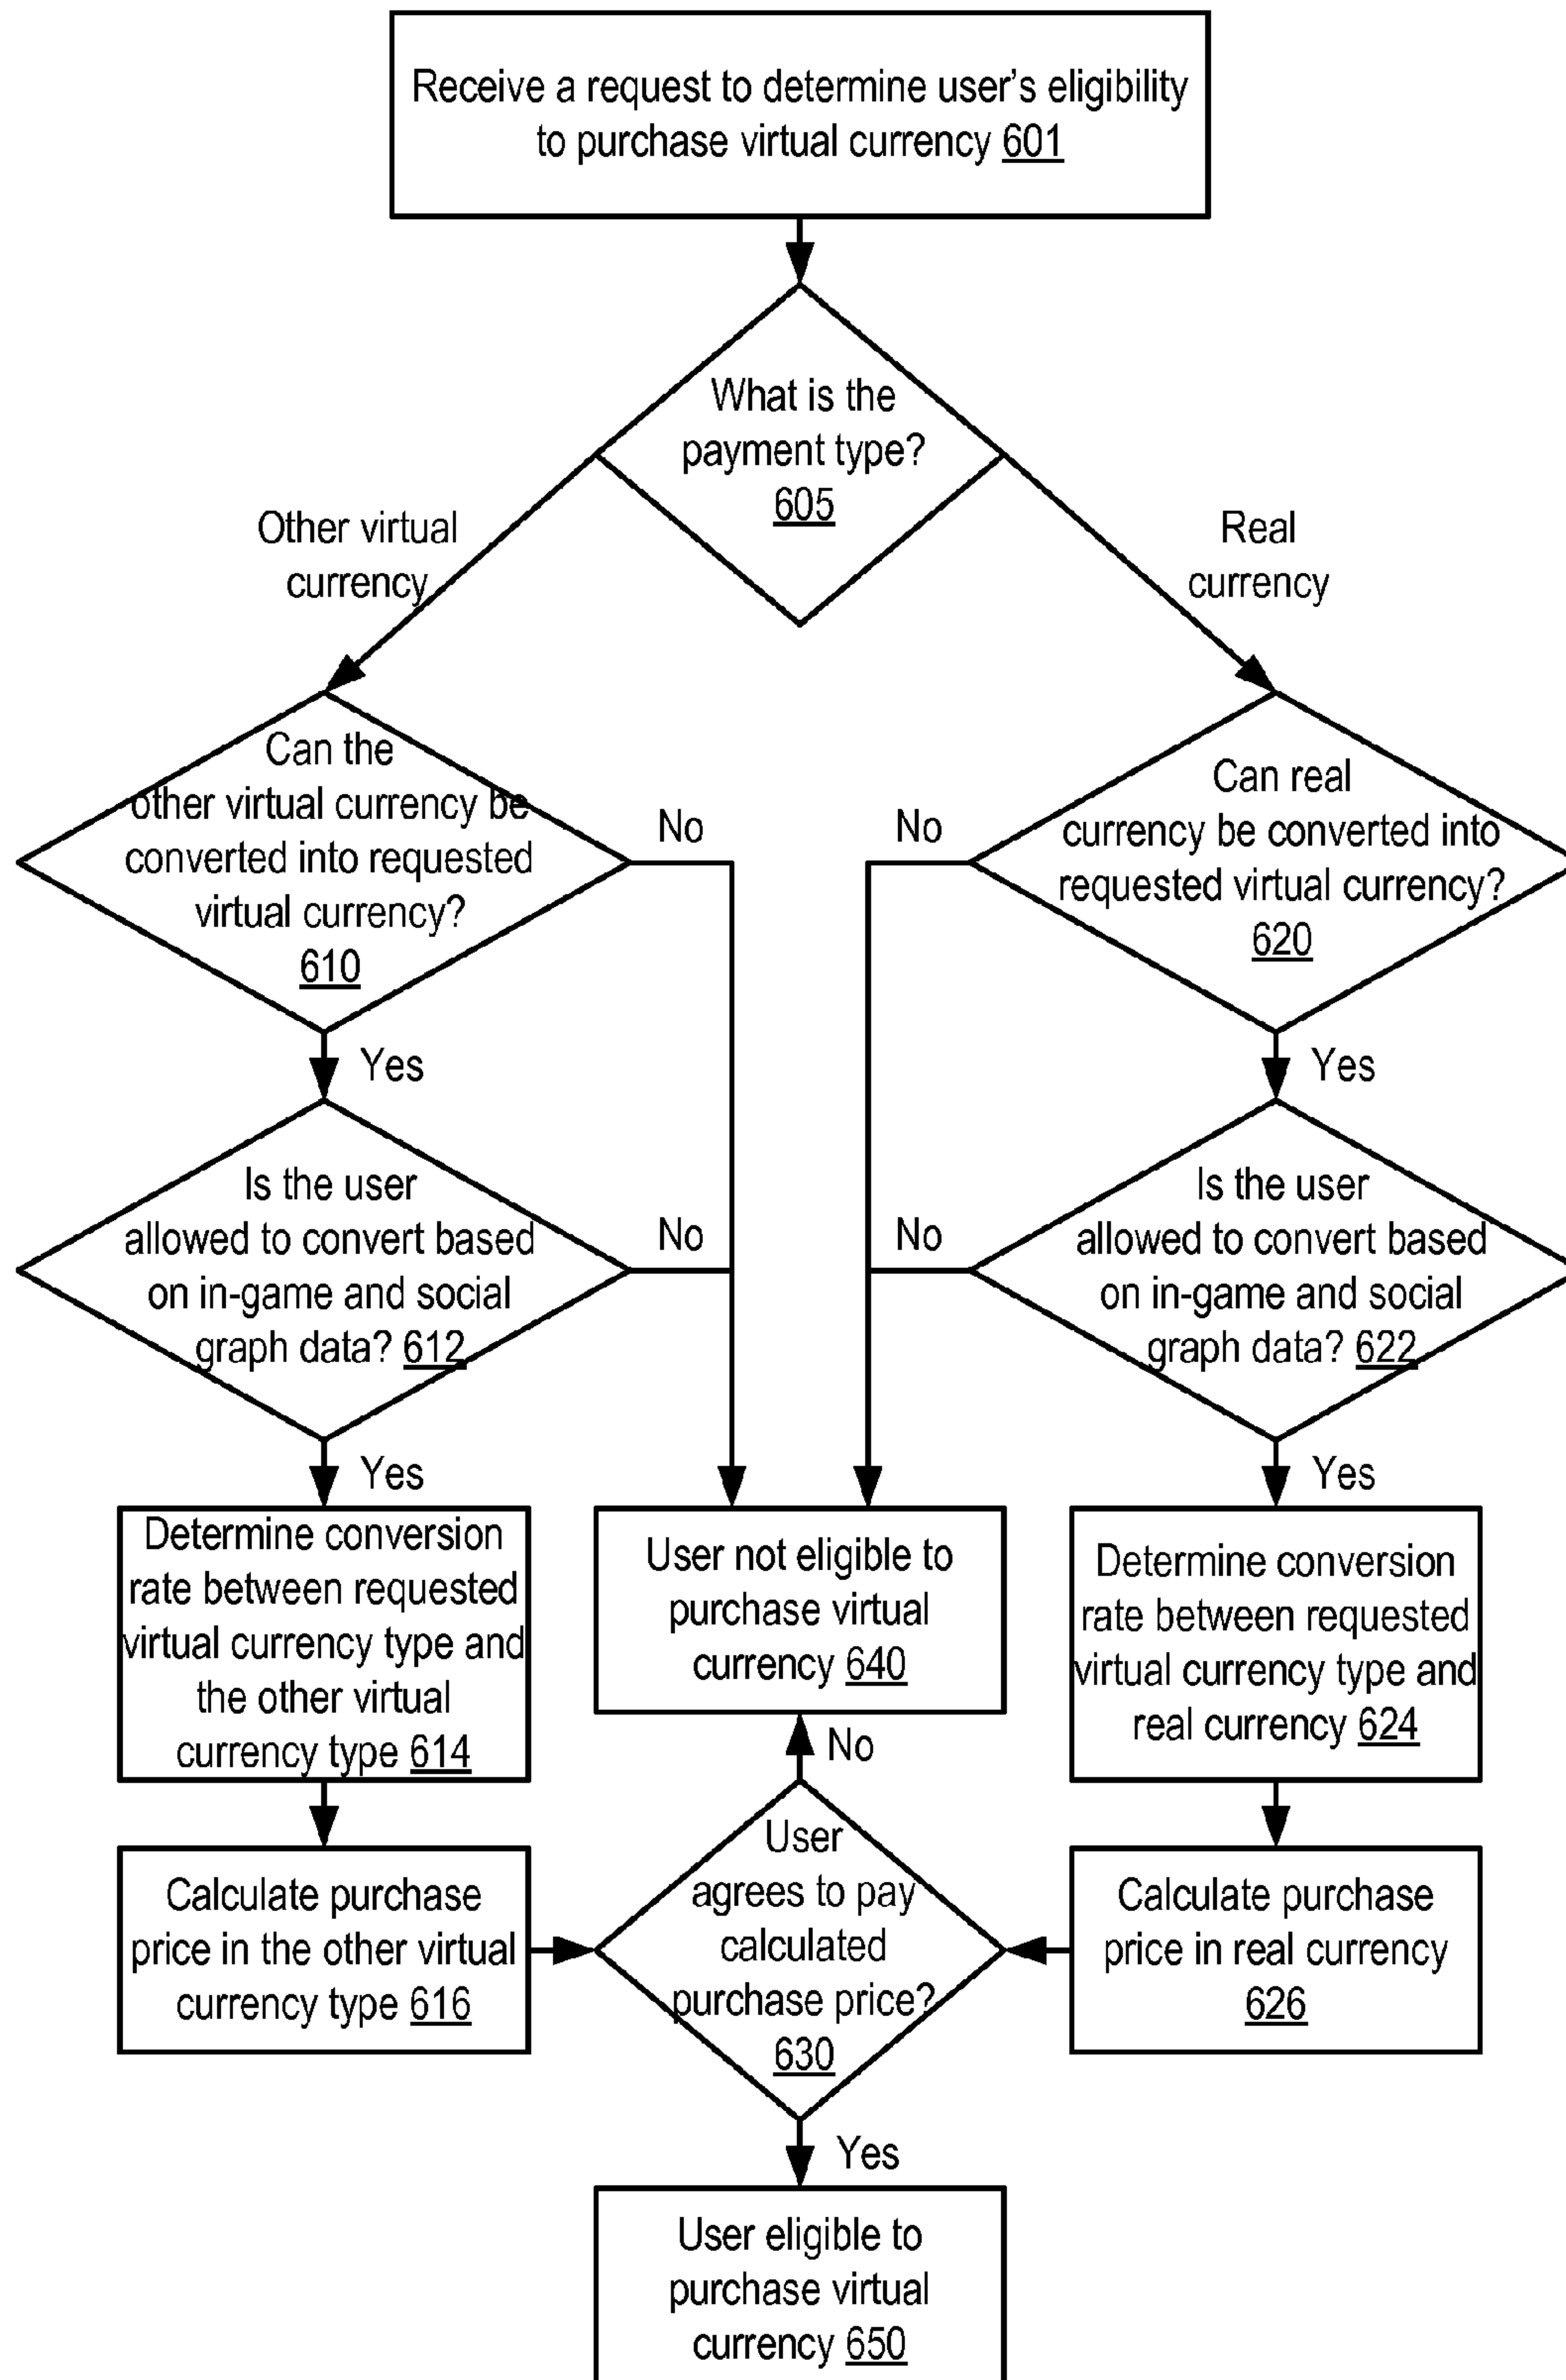 Receive a request to determine user's eligibility
to purchase virtual currency 601
What is the
payment type?
605
Other virtual
currency
Real
currency
Can the
other virtual currency be
converted into requested
virtual currency?
610
No
No
Can real
currency be converted into
requested virtual currency?
620
Yes
Yes
Is the user
allowed to convert based
on in-game and social
graph data? 612
No
No
Is the user
allowed to convert based
on in-game and social
graph data? 622
Yes
Yes
Determine conversion
rate between requested
virtual currency type and
the other virtual
currency type 614
User not eligible to
purchase virtual
currency 640
Determine conversion
rate between requested
virtual currency type and
real currency 624
No
Calculate purchase
price in the other virtual
currency type 616
User
agrees to pay
calculated
purchase price?
630
Calculate purchase
price in real currency
626
Yes
User eligible to
purchase virtual
currency 650